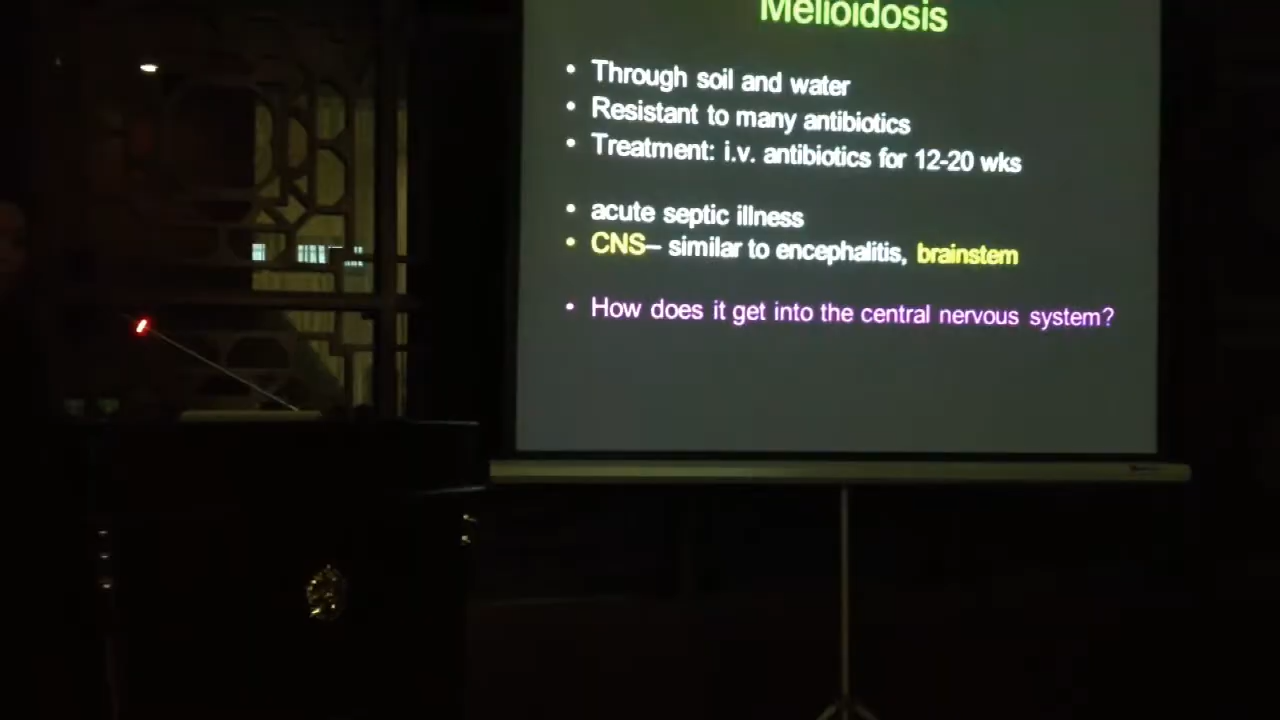 Melioidosis
• Through soil and water
• Resistant to many antibiotics
• Treatment: i.v. antibiotics for 12-20 wks
• acute septic illness
• CNS– similar to encephalitis, brainstem
• How does it get into the central nervous system?